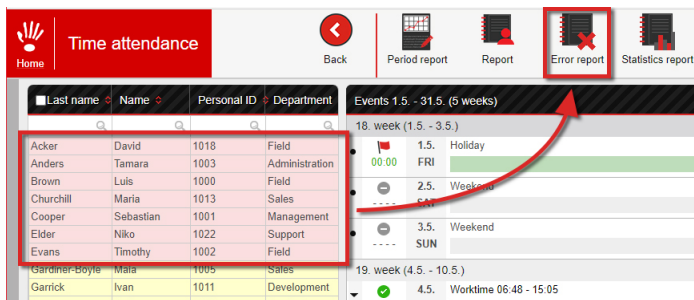 Time attendance
Home
Back
Period report
Report
Error report
Statistics report
Last name Name Personal ID Department
Events 1.5. - 31.5. (5 weeks)
18. week (1.5. - 3.5.)
Acker David 1018 Field
Anders Tamara 1003 Administration
Brown Luis 1000 Field
Churchill Maria 1013 Sales
Cooper Sebastian 1001 Management
Elder Niko 1022 Support
Evans Timothy 1002 Field
Gardiner-Boyle Maia 1005 Sales
Garrick Ivan 1011 Development
1.5. Holiday
00:00 FRI
2.5. Weekend
---- SAT
3.5. Weekend
---- SUN
19. week (4.5. - 10.5.)
4.5. Worktime 06:48 - 15:05